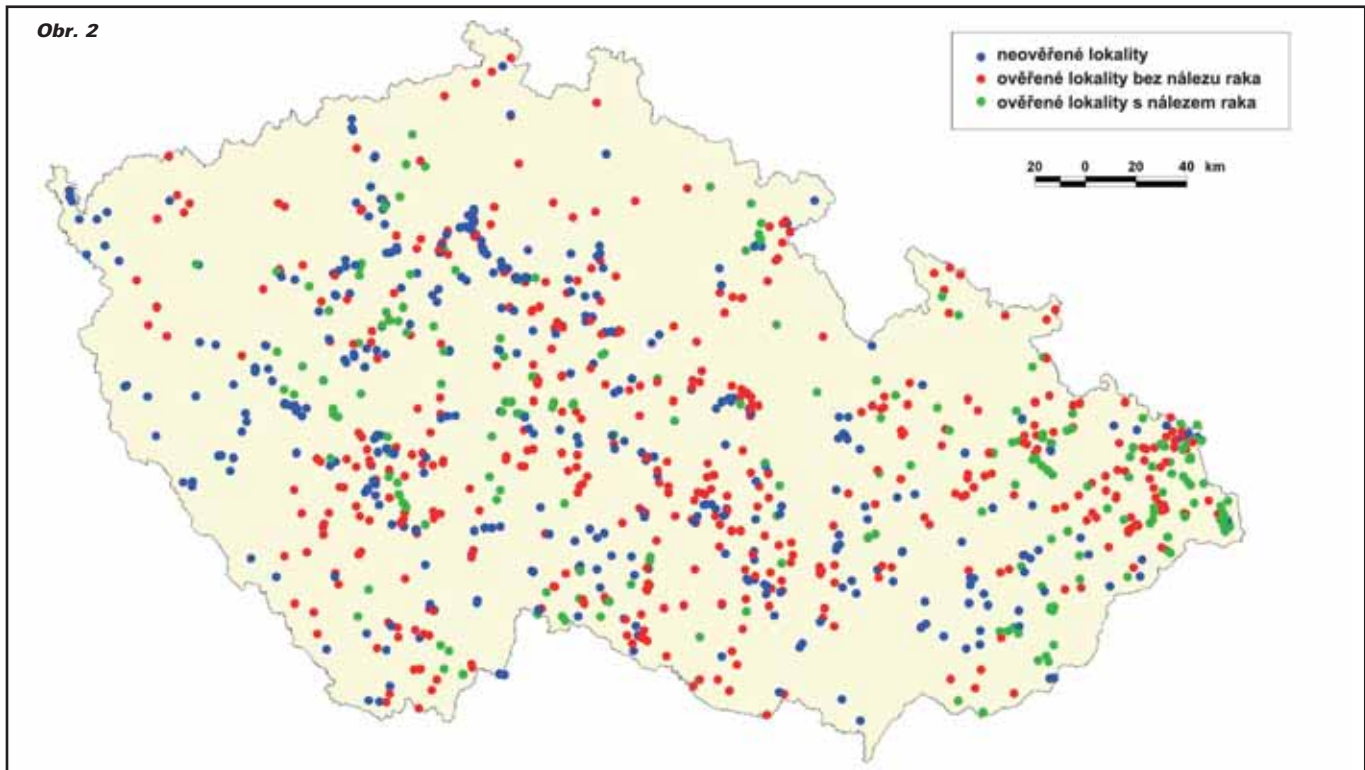 Obr. 2
neověřené lokality
ověřené lokality bez nálezu raka
ověřené lokality s nálezem raka
20 0 20 40 km